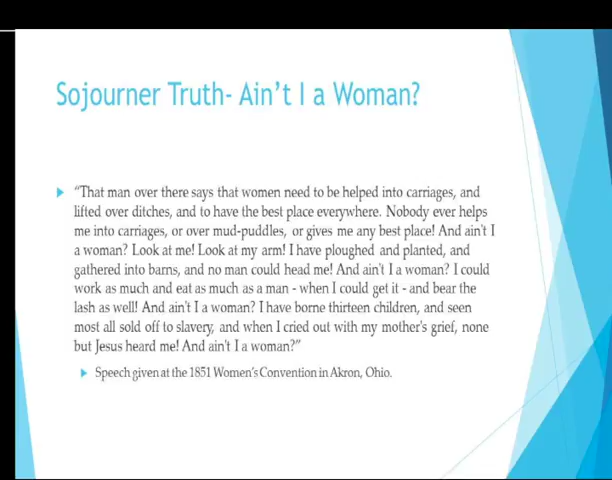 Sojourner Truth- Ain't I a Woman?
"That man over there says that women need to be helped into carriages, and
lifted over ditches, and to have the best place everywhere. Nobody ever helps
me into carriages, or over mud-puddles, or gives me any best place! And ain't I
a woman? Look at me! Look at my arm! I have ploughed and planted, and
gathered into barns, and no man could head me! And ain't I a woman? I could
work as much and eat as much as a man - when I could get it - and bear the
lash as well! And ain't I a woman? I have borne thirteen children, and seen
most all sold off to slavery, and when I cried out with my mother's grief, none
but Jesus heard me! And ain't I a woman?"
Speech given at the 1851 Women's Convention in Akron, Ohio.